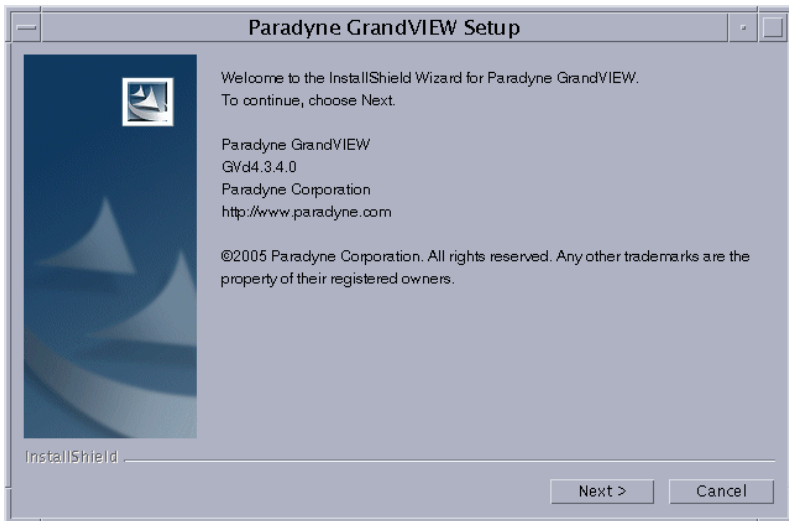 Paradyne GrandVIEW Setup
Welcome to the InstallShield Wizard for Paradyne GrandVIEW.
To continue, choose Next.
Paradyne GrandVIEW
GVd4.3.4.0
Paradyne Corporation
http://www.paradyne.com
©2005 Paradyne Corporation. All rights reserved. Any other trademarks are the
property of their registered owners.
InstallShield
Next >
Cancel